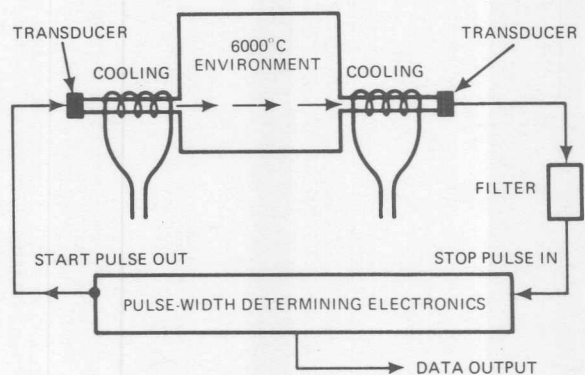 TRANSDUCER
TRANSDUCER
6000°C
ENVIRONMENT
COOLING
COOLING
FILTER
START PULSE OUT
STOP PULSE IN
PULSE-WIDTH DETERMINING ELECTRONICS
DATA OUTPUT